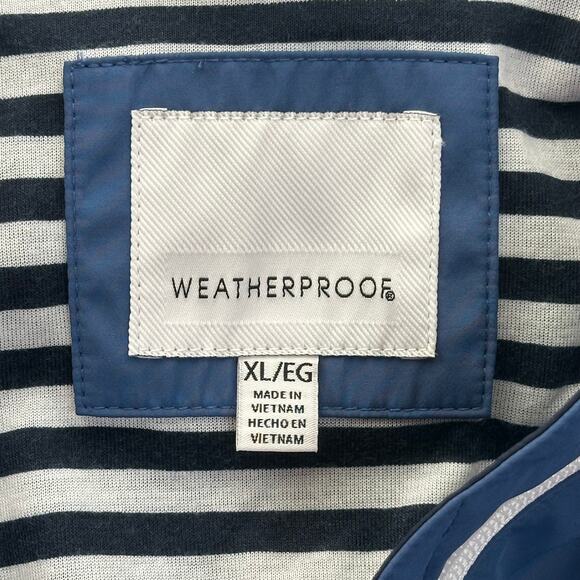 WEATHERPROOF®
XL/EG
MADE IN
VIETNAM
HECHO EN
VIETNAM